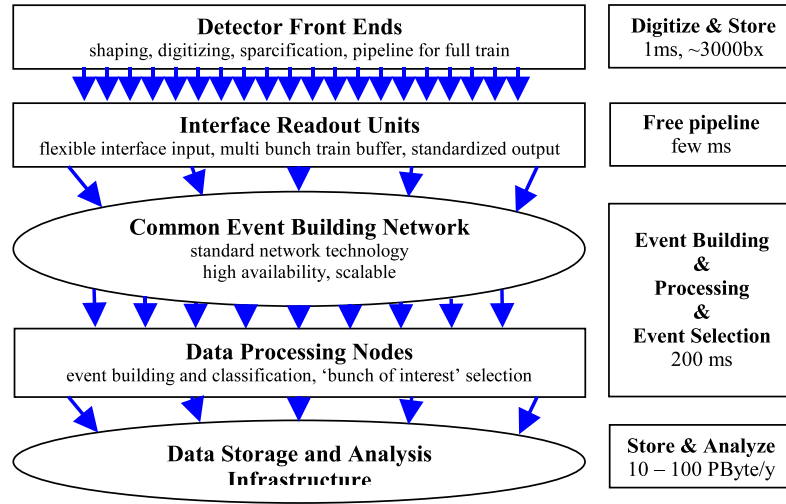 Detector Front Ends
shaping, digitizing, sparcification, pipeline for full train
Digitize & Store
1ms, ~3000bx
Interface Readout Units
flexible interface input, multi bunch train buffer, standardized output
Free pipeline
few ms
Common Event Building Network
standard network technology
high availability, scalable
Event Building
&
Processing
&
Event Selection
200 ms
Data Processing Nodes
event building and classification, ‘bunch of interest’ selection
Data Storage and Analysis
Infrastructure
Store & Analyze
10 – 100 PByte/y